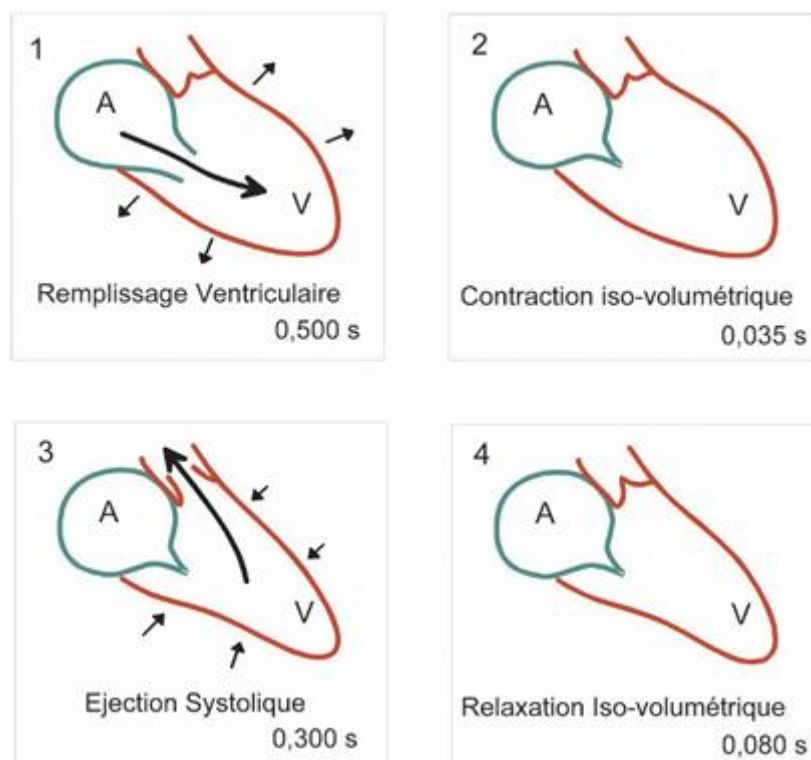 1
A
V
Remplissage Ventriculaire
0,500 s
2
A
V
Contraction iso-volumétrique
0,035 s
3
A
V
Ejection Systolique
0,300 s
4
A
V
Relaxation Iso-volumétrique
0,080 s